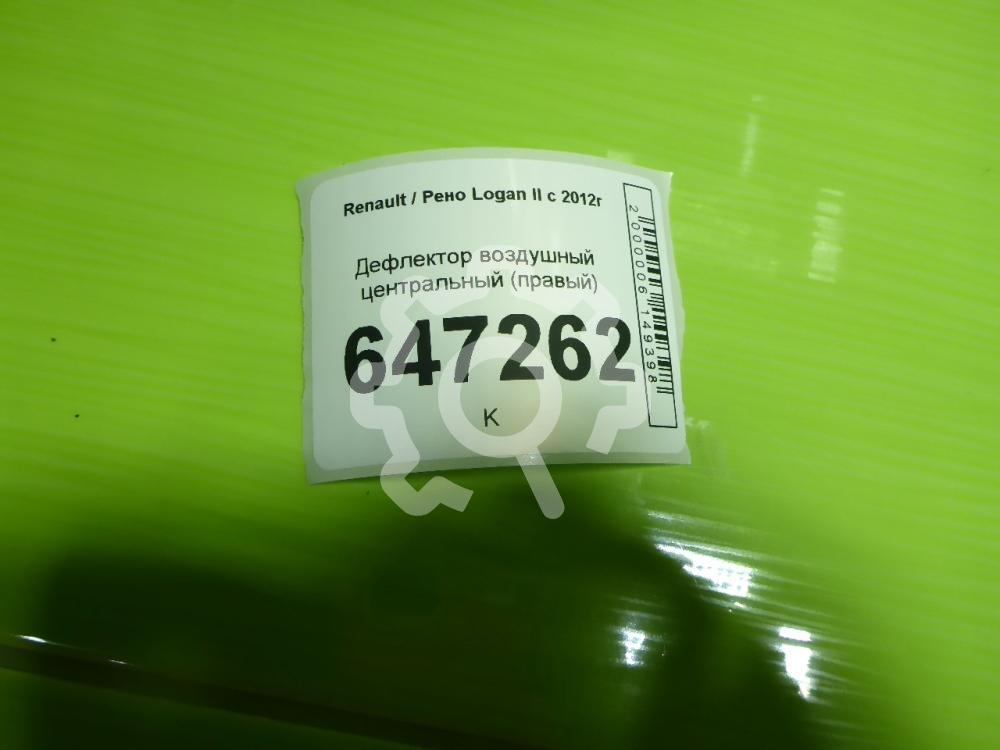 Renault / Рено Logan II с 2012г
Дефлектор воздушный
центральный (правый)
647262
К
2000006149398